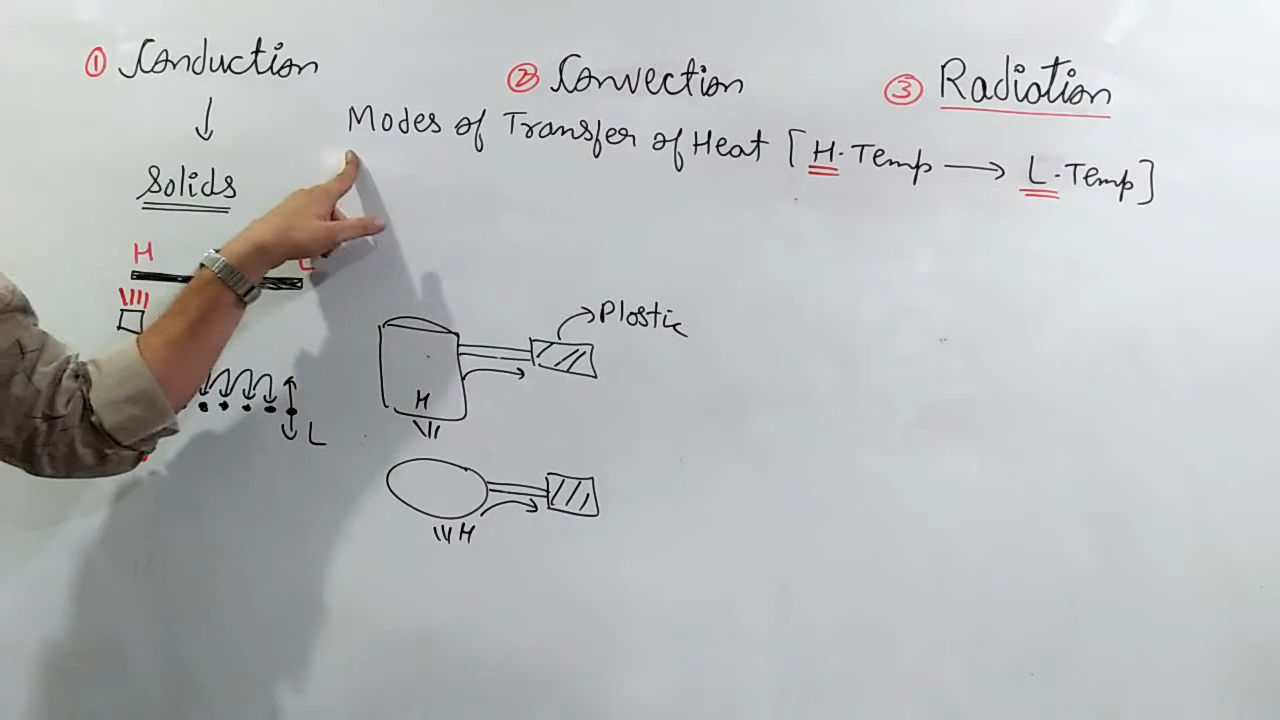 ① Conduction
② Convection
③ Radiation
Modes of Transfer of Heat [H. Temp → L. Temp]
Solids
H L
Plastic
H
L
H